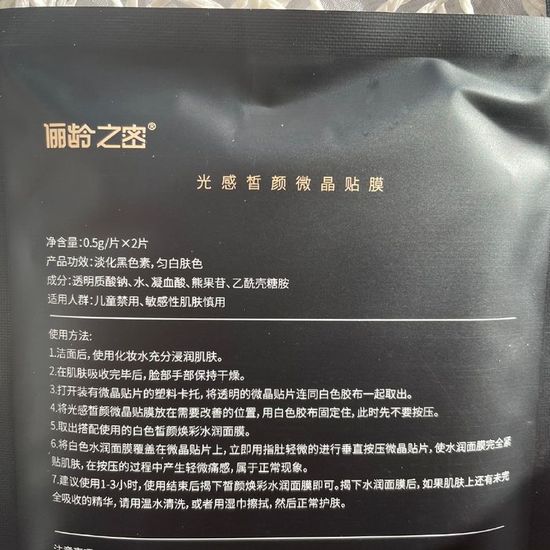 俪龄之密®
光感皙颜微晶贴膜
净含量:0.5g/片×2片
产品功效:淡化黑色素,匀白肤色
成分:透明质酸钠、水、凝血酸、熊果苷、乙酰壳糖胺
适用人群:儿童禁用、敏感性肌肤慎用
使用方法:
1.洁面后,使用化妆水充分浸润肌肤。
2.在肌肤吸收完毕后,脸部手部保持干燥。
3.打开装有微晶贴片的塑料卡托,将透明的微晶贴片连同白色胶布一起取出。
4.将光感皙颜微晶贴膜放在需要改善的位置,用白色胶布固定住,此时先不要按压。
5.取出搭配使用的白色皙颜焕彩水润面膜。
6.将白色水润面膜覆盖在微晶贴片上,立即用指肚轻微的进行垂直按压微晶贴片,使水润面膜完全紧
贴肌肤,在按压的过程中产生轻微痛感,属于正常现象。
7.建议使用1-3小时,使用结束后揭下皙颜焕彩水润面膜即可。揭下水润面膜后,如果肌肤上还有未完
全吸收的精华,请用温水清洗,或者用湿巾擦拭,然后正常护肤。